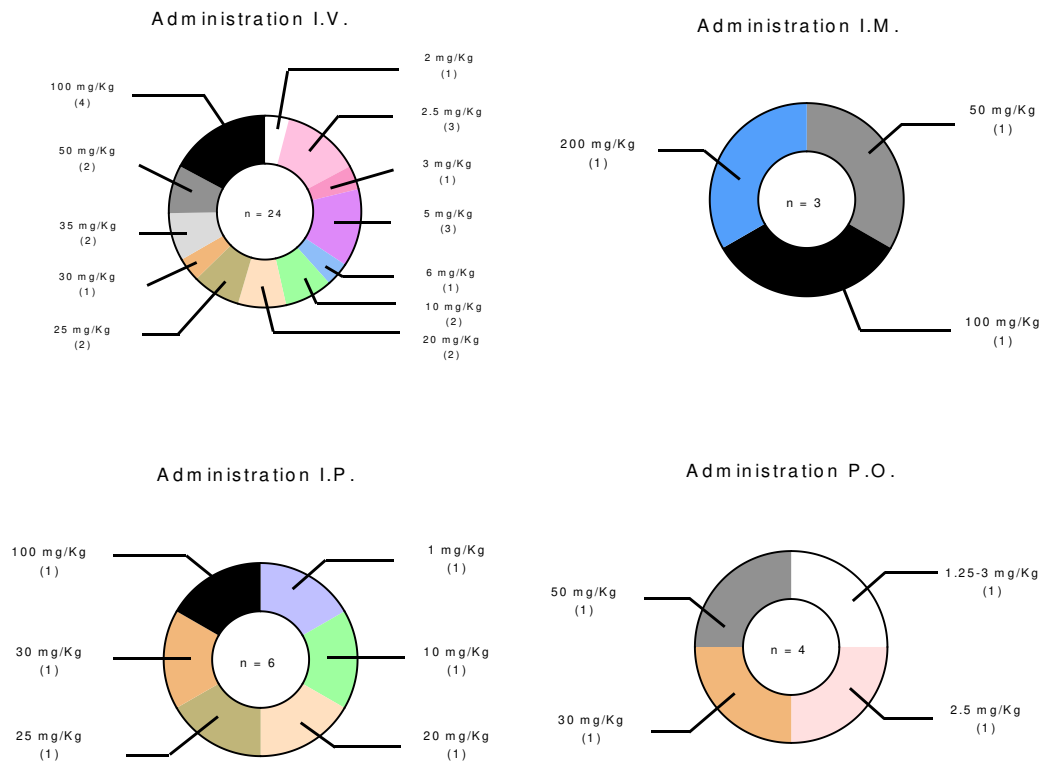 Administration I.V.
2 mg/Kg
(1)
2.5 mg/Kg
(3)
3 mg/Kg
(1)
5 mg/Kg
(3)
6 mg/Kg
(1)
10 mg/Kg
(2)
20 mg/Kg
(2)
25 mg/Kg
(2)
30 mg/Kg
(1)
35 mg/Kg
(2)
50 mg/Kg
(2)
100 mg/Kg
(4)
n = 24
Administration I.M.
50 mg/Kg
(1)
100 mg/Kg
(1)
200 mg/Kg
(1)
n = 3
Administration I.P.
1 mg/Kg
(1)
10 mg/Kg
(1)
20 mg/Kg
(1)
25 mg/Kg
(1)
30 mg/Kg
(1)
100 mg/Kg
(1)
n = 6
Administration P.O.
1.25-3 mg/Kg
(1)
2.5 mg/Kg
(1)
30 mg/Kg
(1)
50 mg/Kg
(1)
n = 4